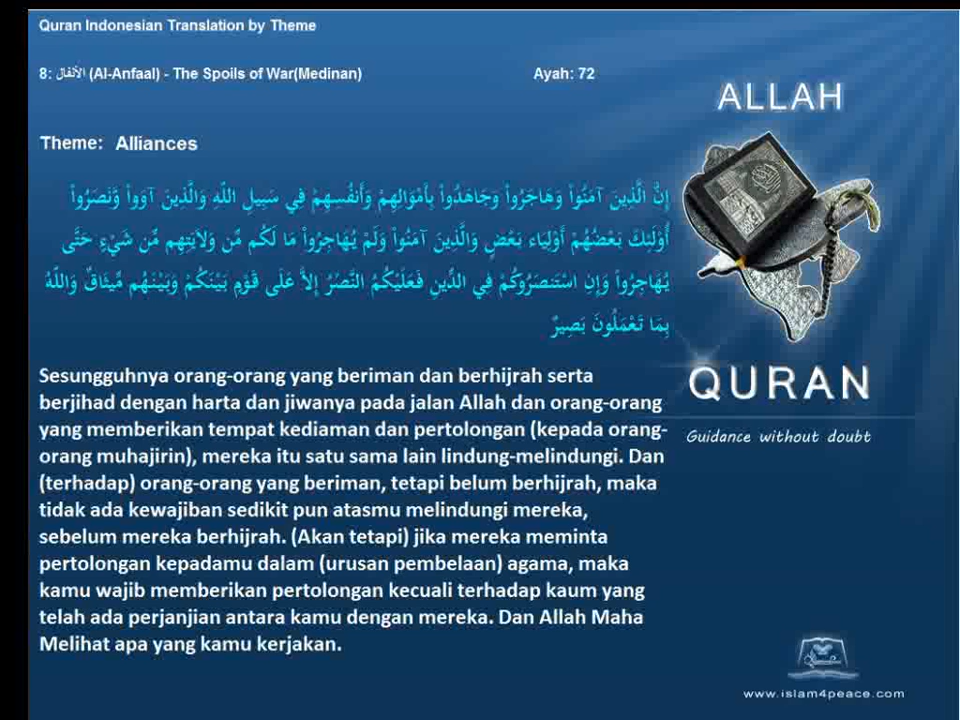 Quran Indonesian Translation by Theme
8: الأنفال (Al-Anfaal) - The Spoils of War(Medinan) Ayah: 72
ALLAH
Theme: Alliances
إِنَّ الَّذِينَ آمَنُواْ وَهَاجَرُواْ وَجَاهَدُواْ بِأَمْوَالِهِمْ وَأَنفُسِهِمْ فِي سَبِيلِ اللّهِ وَالَّذِينَ آوَواْ وَّنَصَرُواْ
أُوْلَئِكَ بَعْضُهُمْ أَوْلِيَاء بَعْضٍ وَالَّذِينَ آمَنُواْ وَلَمْ يُهَاجِرُواْ مَا لَكُم مِّن وَلاَيَتِهِم مِّن شَيْءٍ حَتَّى
يُهَاجِرُواْ وَإِنِ اسْتَنصَرُوكُمْ فِي الدِّينِ فَعَلَيْكُمُ النَّصْرُ إِلاَّ عَلَى قَوْمٍ بَيْنَكُمْ وَبَيْنَهُم مِّيثَاقٌ وَاللّهُ
بِمَا تَعْمَلُونَ بَصِيرٌ
Sesungguhnya orang-orang yang beriman dan berhijrah serta
berjihad dengan harta dan jiwanya pada jalan Allah dan orang-orang
yang memberikan tempat kediaman dan pertolongan (kepada orang-
orang muhajirin), mereka itu satu sama lain lindung-melindungi. Dan
(terhadap) orang-orang yang beriman, tetapi belum berhijrah, maka
tidak ada kewajiban sedikit pun atasmu melindungi mereka,
sebelum mereka berhijrah. (Akan tetapi) jika mereka meminta
pertolongan kepadamu dalam (urusan pembelaan) agama, maka
kamu wajib memberikan pertolongan kecuali terhadap kaum yang
telah ada perjanjian antara kamu dengan mereka. Dan Allah Maha
Melihat apa yang kamu kerjakan.
QURAN
Guidance without doubt
www.islam4peace.com